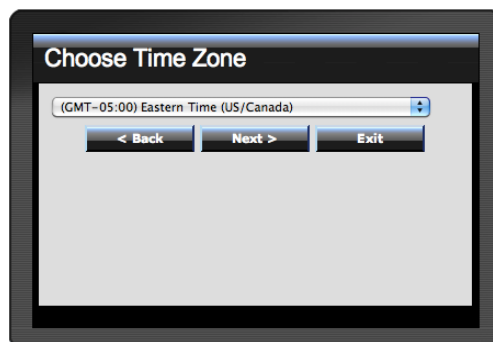 Choose Time Zone
(GMT-05:00) Eastern Time (US/Canada)
< Back Next > Exit